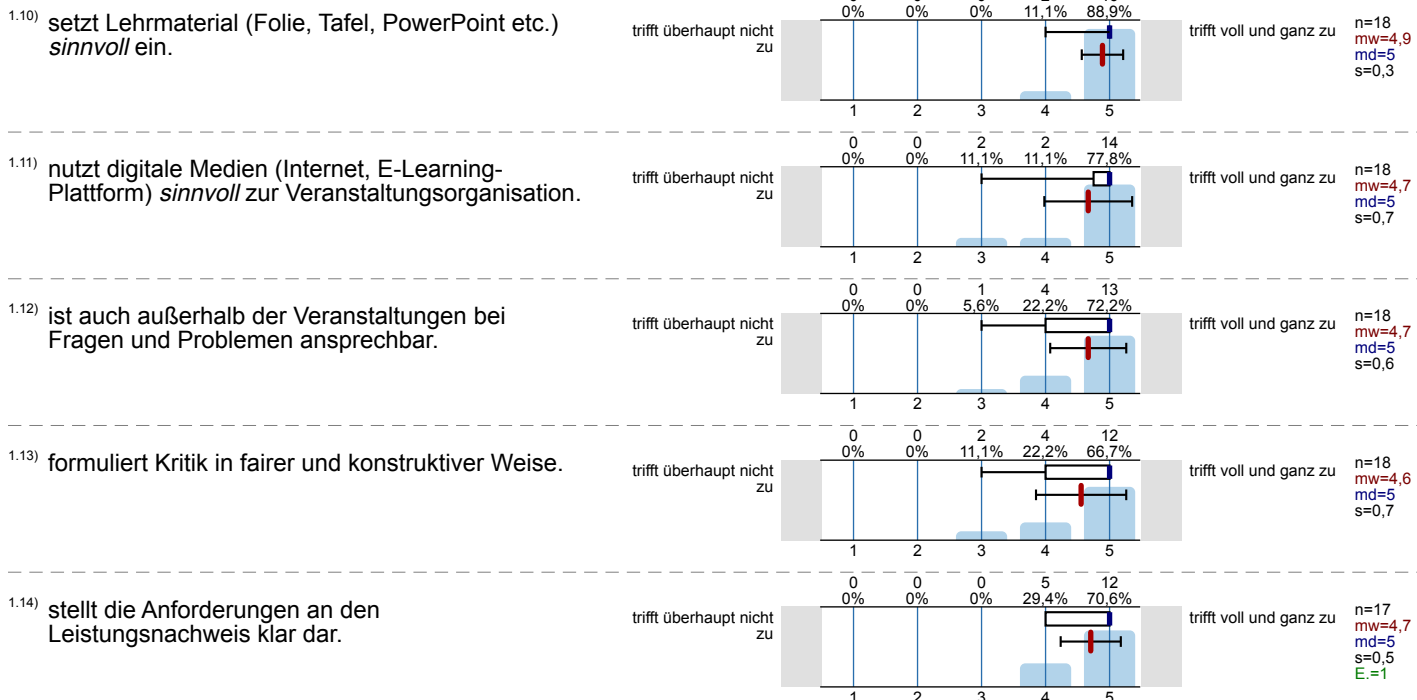 0 0 0 2 16
0% 0% 0% 11,1% 88,9%
1.10) setzt Lehrmaterial (Folie, Tafel, PowerPoint etc.)
sinnvoll ein.
trifft überhaupt nicht
zu
trifft voll und ganz zu
n=18
mw=4,9
md=5
s=0,3
1 2 3 4 5
0 0 2 2 14
0% 0% 11,1% 11,1% 77,8%
1.11) nutzt digitale Medien (Internet, E-Learning-
Plattform) sinnvoll zur Veranstaltungsorganisation.
trifft überhaupt nicht
zu
trifft voll und ganz zu
n=18
mw=4,7
md=5
s=0,7
1 2 3 4 5
0 0 1 4 13
0% 0% 5,6% 22,2% 72,2%
1.12) ist auch außerhalb der Veranstaltungen bei
Fragen und Problemen ansprechbar.
trifft überhaupt nicht
zu
trifft voll und ganz zu
n=18
mw=4,7
md=5
s=0,6
1 2 3 4 5
0 0 2 4 12
0% 0% 11,1% 22,2% 66,7%
1.13) formuliert Kritik in fairer und konstruktiver Weise.
trifft überhaupt nicht
zu
trifft voll und ganz zu
n=18
mw=4,6
md=5
s=0,7
1 2 3 4 5
0 0 0 5 12
0% 0% 0% 29,4% 70,6%
1.14) stellt die Anforderungen an den
Leistungsnachweis klar dar.
trifft überhaupt nicht
zu
trifft voll und ganz zu
n=17
mw=4,7
md=5
s=0,5
E.=1
1 2 3 4 5